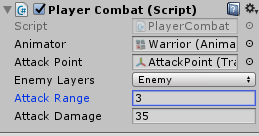 Player Combat (Script)
Script PlayerCombat
Animator Warrior (Anima
Attack Point AttackPoint (Tra
Enemy Layers Enemy
Attack Range 3
Attack Damage 35